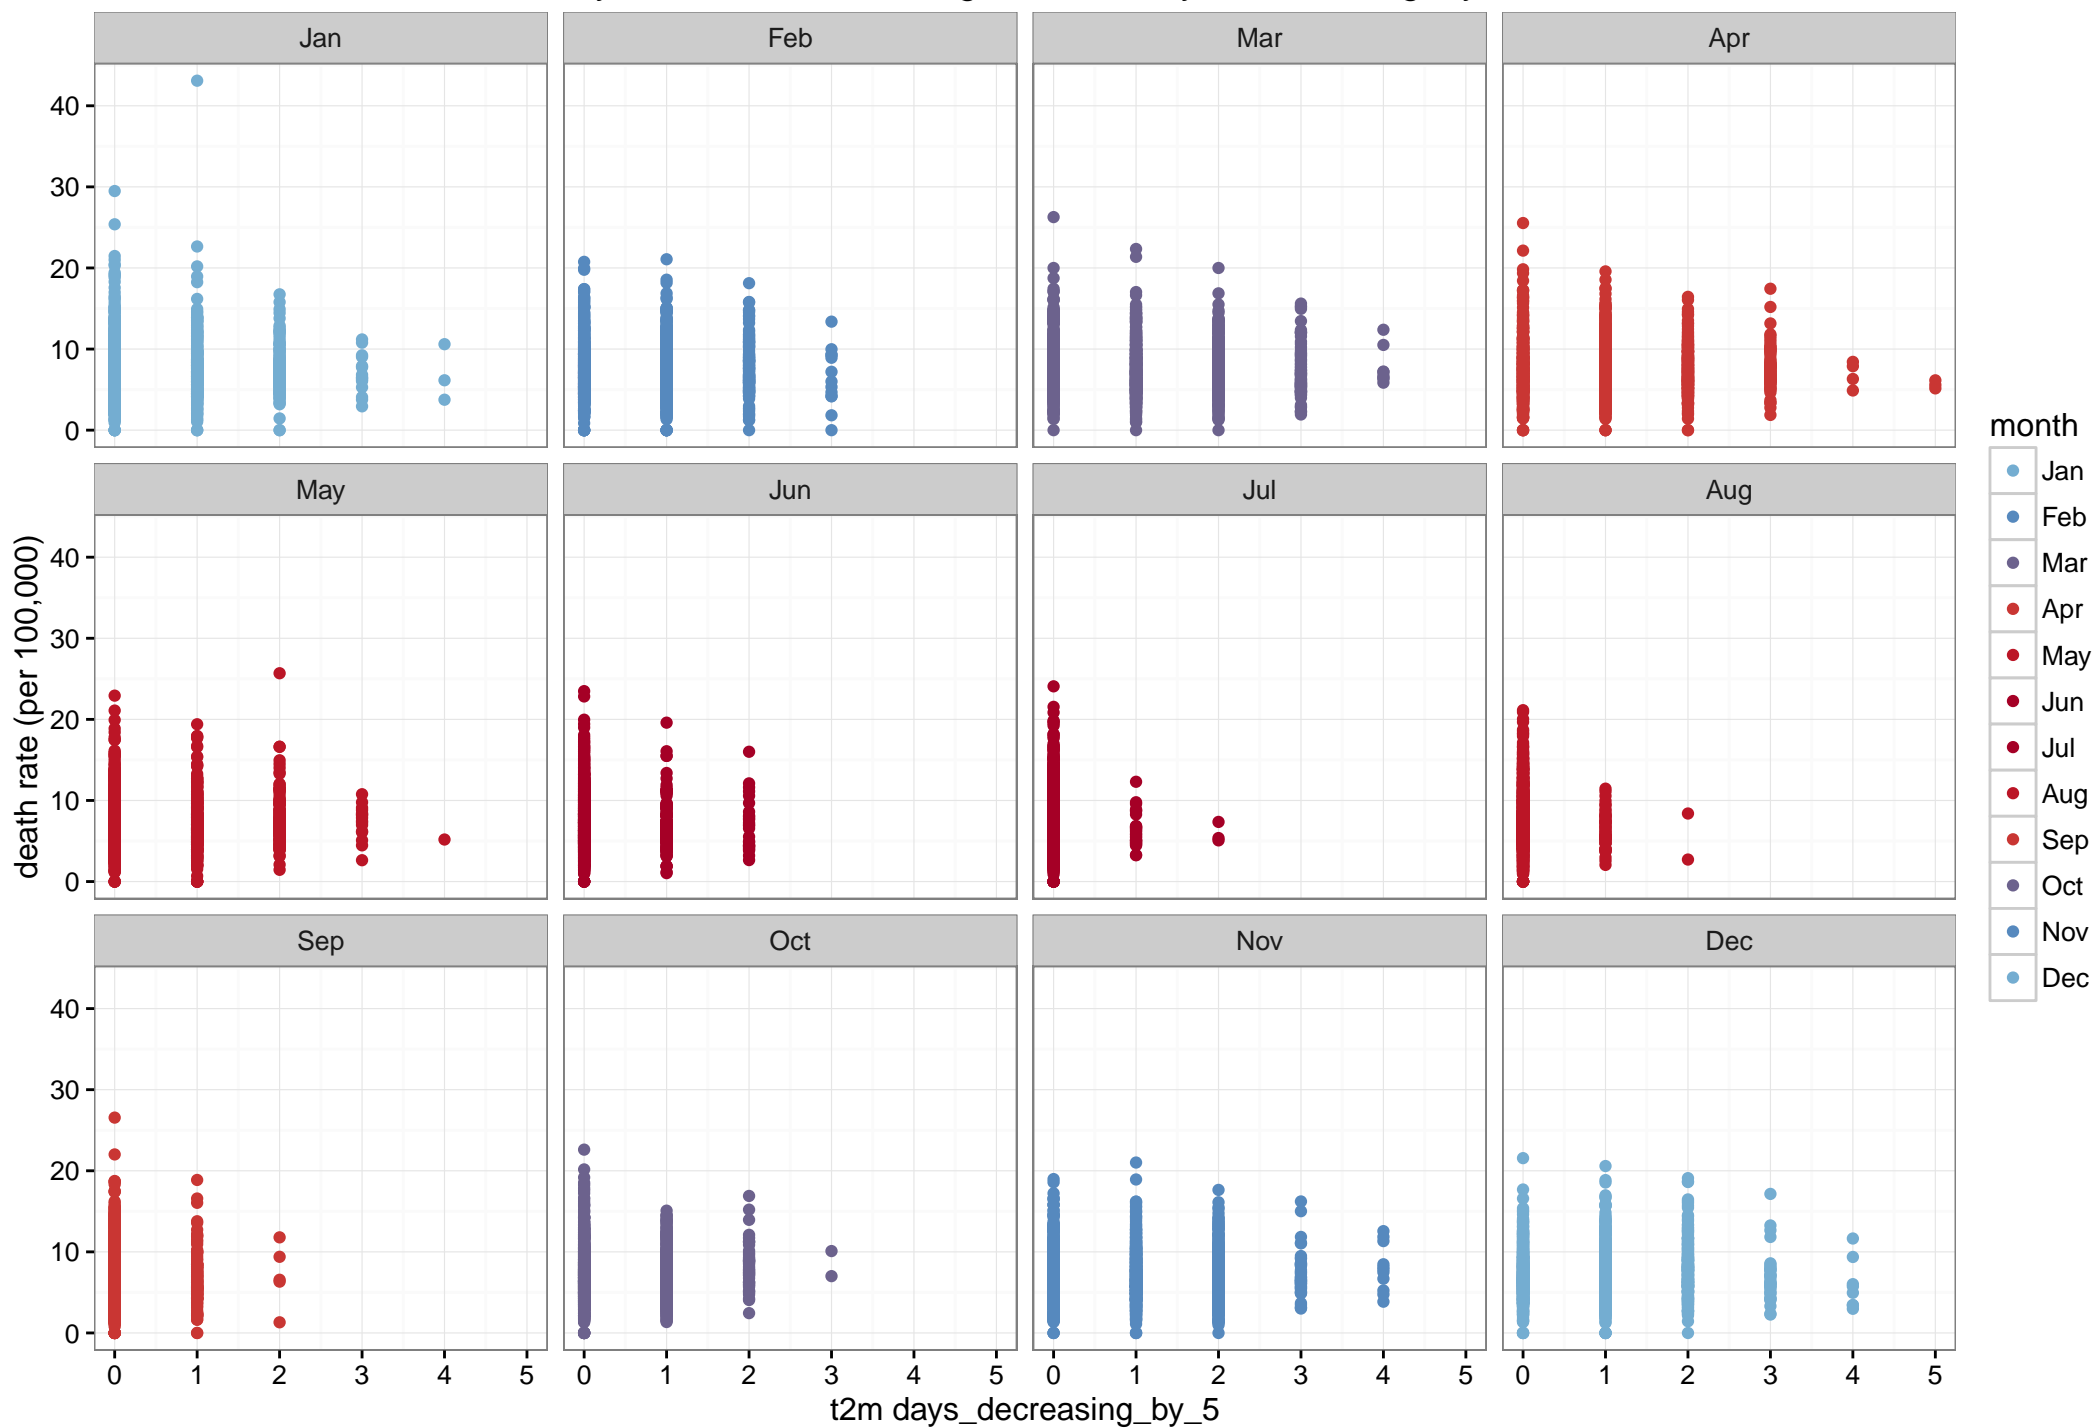 Jan Feb Mar Apr
40
30
20
10
0
May Jun Jul Aug
40
30
20
10
0
Sep Oct Nov Dec
40
30
20
10
0
0 1 2 3 4 5 0 1 2 3 4 5 0 1 2 3 4 5 0 1 2 3 4 5
t2m days_decreasing_by_5
death rate (per 100,000)
month
Jan
Feb
Mar
Apr
May
Jun
Jul
Aug
Sep
Oct
Nov
Dec